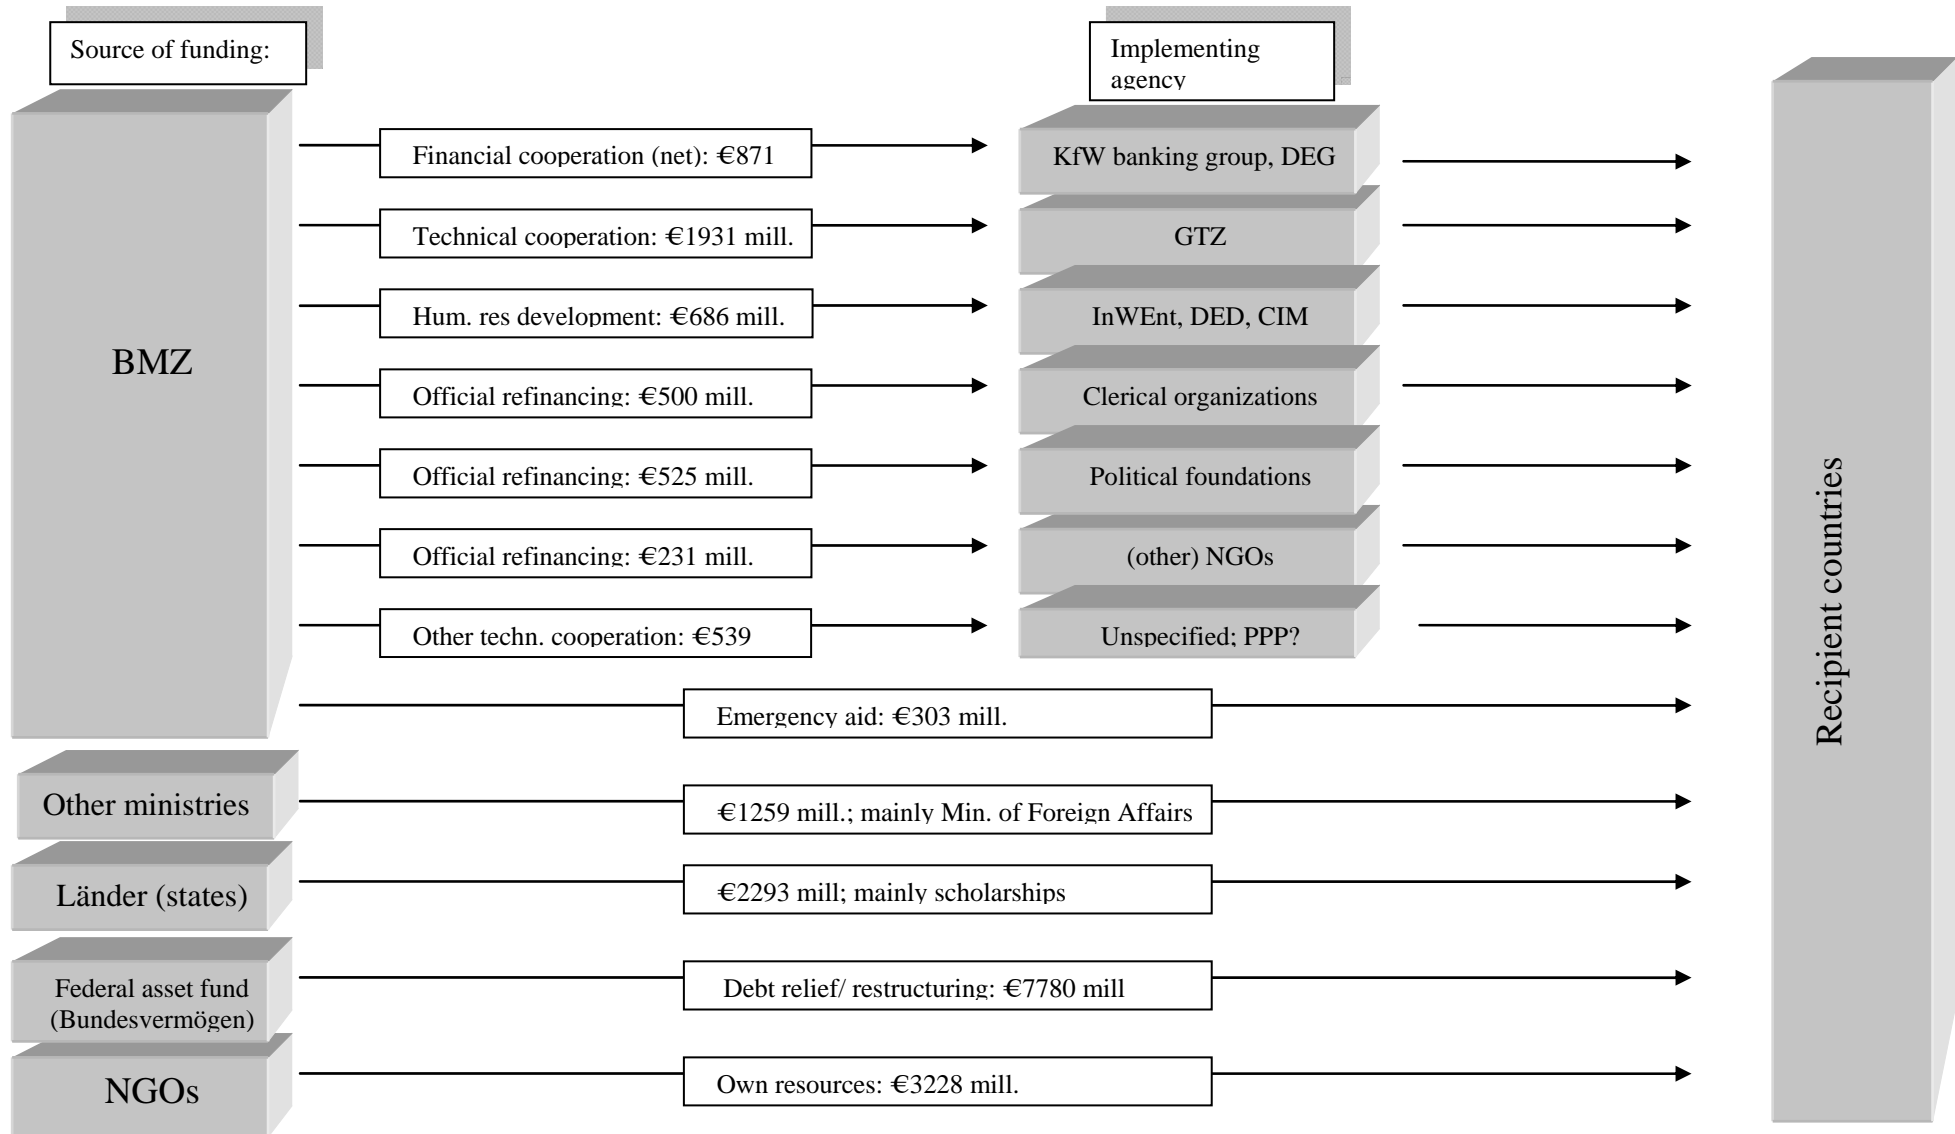 Source of funding:
Implementing
agency
BMZ
Financial cooperation (net): €871
KfW banking group, DEG
Technical cooperation: €1931 mill.
GTZ
Hum. res development: €686 mill.
InWEnt, DED, CIM
Official refinancing: €500 mill.
Clerical organizations
Official refinancing: €525 mill.
Political foundations
Official refinancing: €231 mill.
(other) NGOs
Other techn. cooperation: €539
Unspecified; PPP?
Emergency aid: €303 mill.
Other ministries
€1259 mill.; mainly Min. of Foreign Affairs
Länder (states)
€2293 mill; mainly scholarships
Federal asset fund
(Bundesvermögen)
Debt relief/ restructuring: €7780 mill
NGOs
Own resources: €3228 mill.
Recipient countries